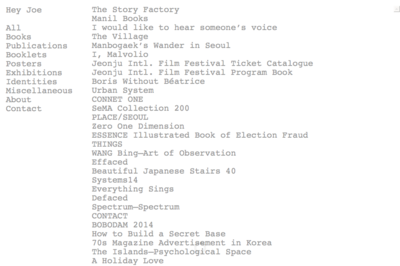 Hey Joe
All
Books
Publications
Booklets
Posters
Exhibitions
Identities
Miscellaneous
About
Contact
The Story Factory
Manil Books
I would like to hear someone's voice
The Village
Manbogaek's Wander in Seoul
I, Malvolio
Jeonju Intl. Film Festival Ticket Catalogue
Jeonju Intl. Film Festival Program Book
Boris Without Béatrice
Urban System
CONNET ONE
SeMA Collection 200
PLACE/SEOUL
Zero One Dimension
ESSENCE Illustrated Book of Election Fraud
THINGS
WANG Bing—Art of Observation
Effaced
Beautiful Japanese Stairs 40
Systems14
Everything Sings
Defaced
Spectrum—Spectrum
CONTACT
BOBODAM 2014
How to Build a Secret Base
70s Magazine Advertisement in Korea
The Islands—Psychological Space
A Holiday Love